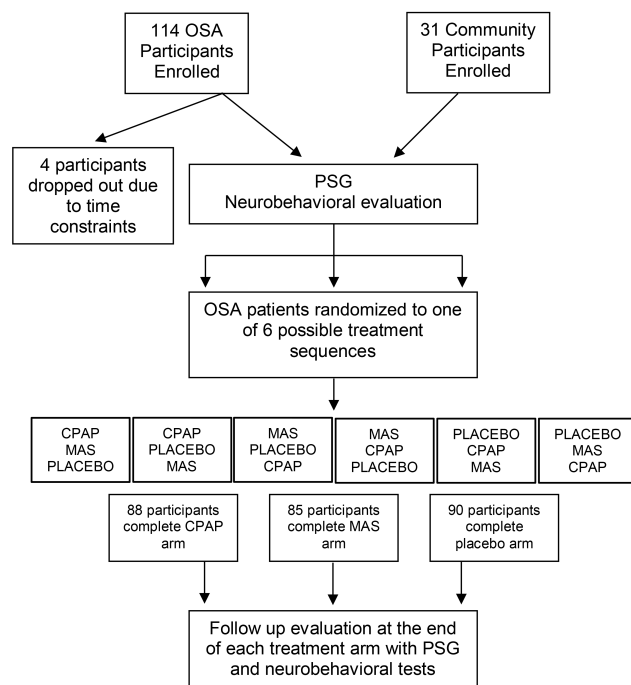 114 OSA
Participants
Enrolled
31 Community
Participants
Enrolled
4 participants
dropped out due
to time
constraints
PSG
Neurobehavioral evaluation
OSA patients randomized to one
of 6 possible treatment
sequences
CPAP
MAS
PLACEBO
CPAP
PLACEBO
MAS
MAS
PLACEBO
CPAP
MAS
CPAP
PLACEBO
PLACEBO
CPAP
MAS
PLACEBO
MAS
CPAP
88 participants
complete CPAP
arm
85 participants
complete MAS
arm
90 participants
complete
placebo arm
Follow up evaluation at the end
of each treatment arm with PSG
and neurobehavioral tests